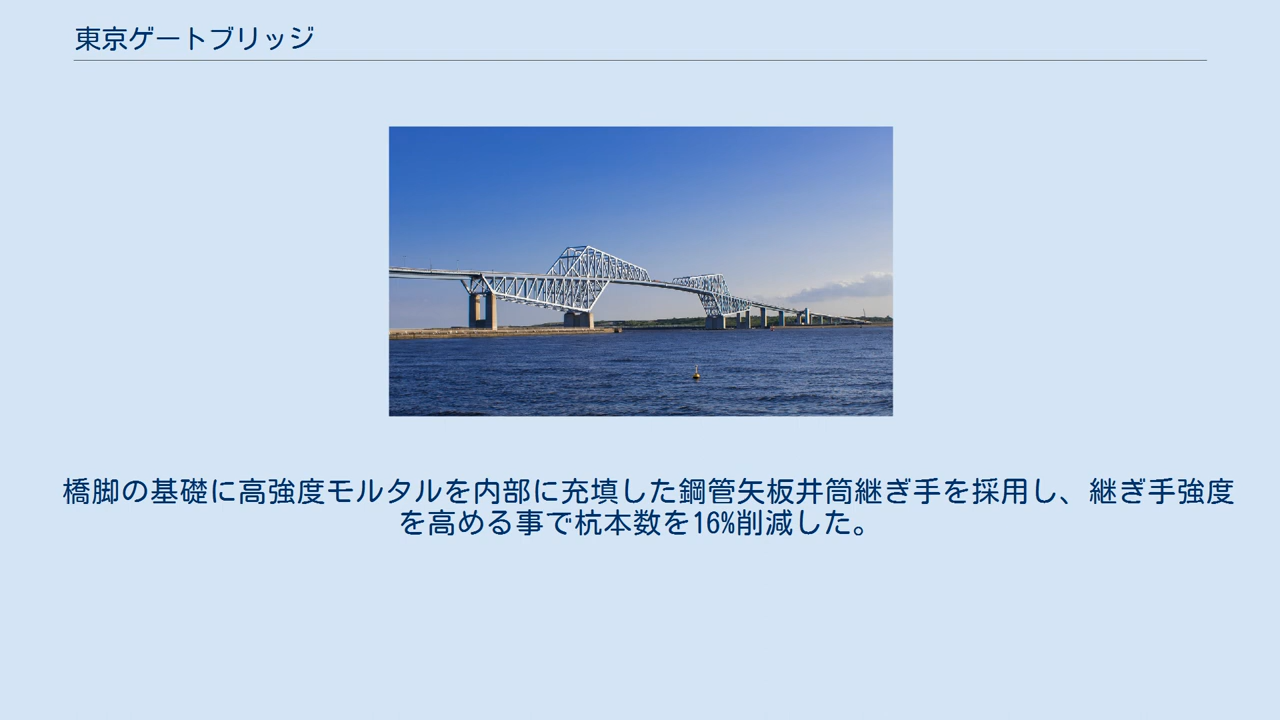 東京ゲートブリッジ
橋脚の基礎に高強度モルタルを内部に充填した鋼管矢板井筒継ぎ手を採用し、継ぎ手強度
を高める事で杭本数を16%削減した。